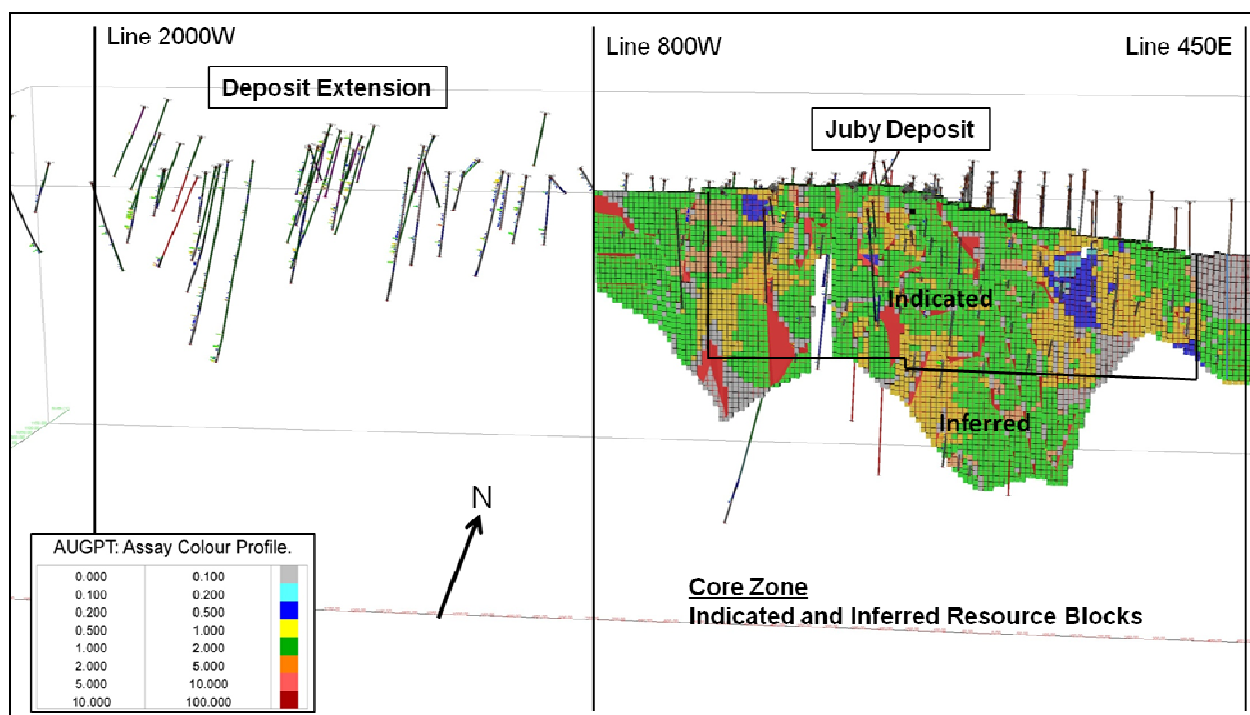 Line 2000W
Line 800W
Line 450E
Deposit Extension
Juby Deposit
Indicated
Inferred
N
AUGPT: Assay Colour Profile.
0.000 0.100
0.100 0.200
0.200 0.500
0.500 1.000
1.000 2.000
2.000 5.000
5.000 10.000
10.000 100.000
Core Zone
Indicated and Inferred Resource Blocks